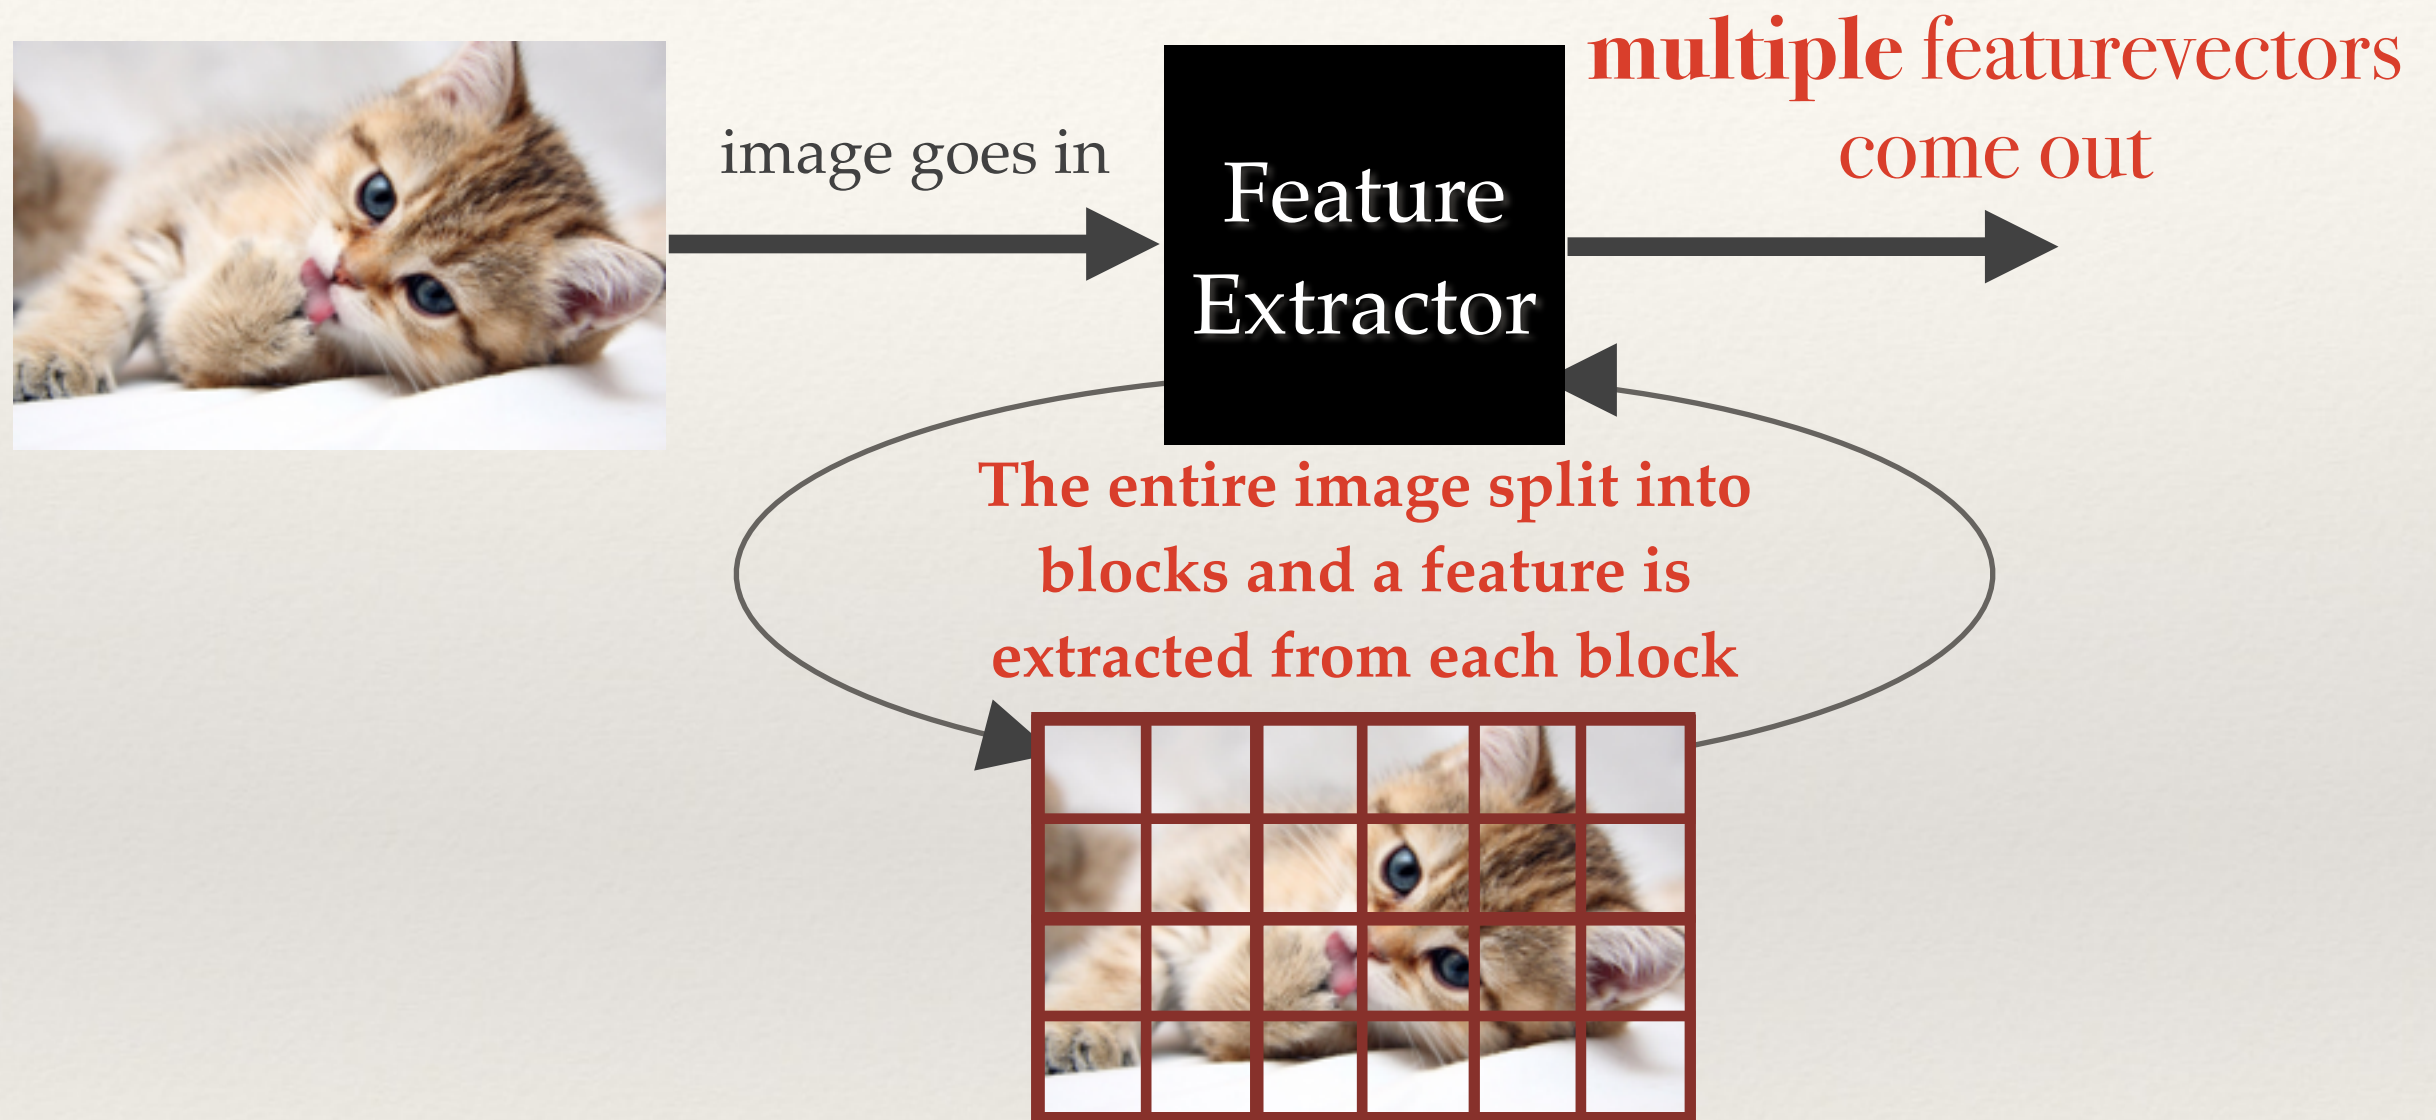 multiple featurevectors
come out
image goes in
Feature
Extractor
The entire image split into
blocks and a feature is
extracted from each block